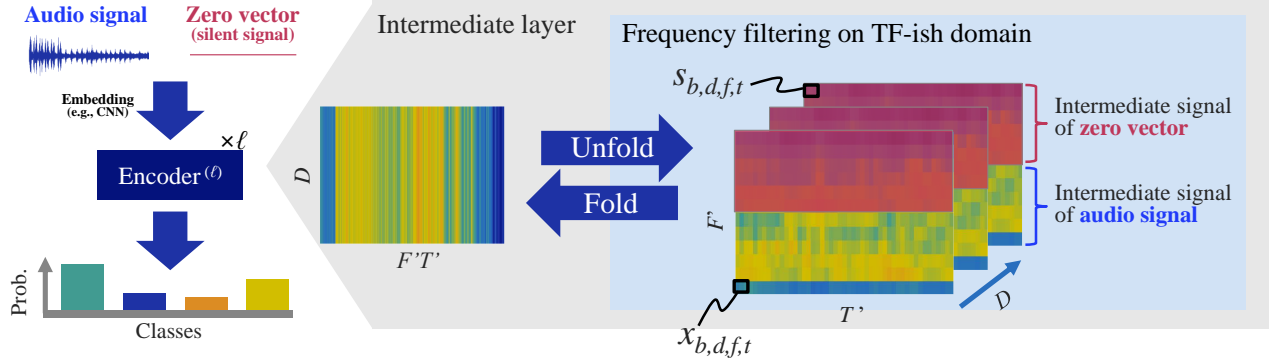 Audio signal
Zero vector
(silent signal)
Embedding
(e.g., CNN)
×ℓ
Encoder(ℓ)
Prob.
Classes
Intermediate layer
D
F'T'
Unfold
Fold
Frequency filtering on TF-ish domain
s_{b,d,f,t}
F'
T'
D
x_{b,d,f,t}
Intermediate signal
of zero vector
Intermediate signal
of audio signal